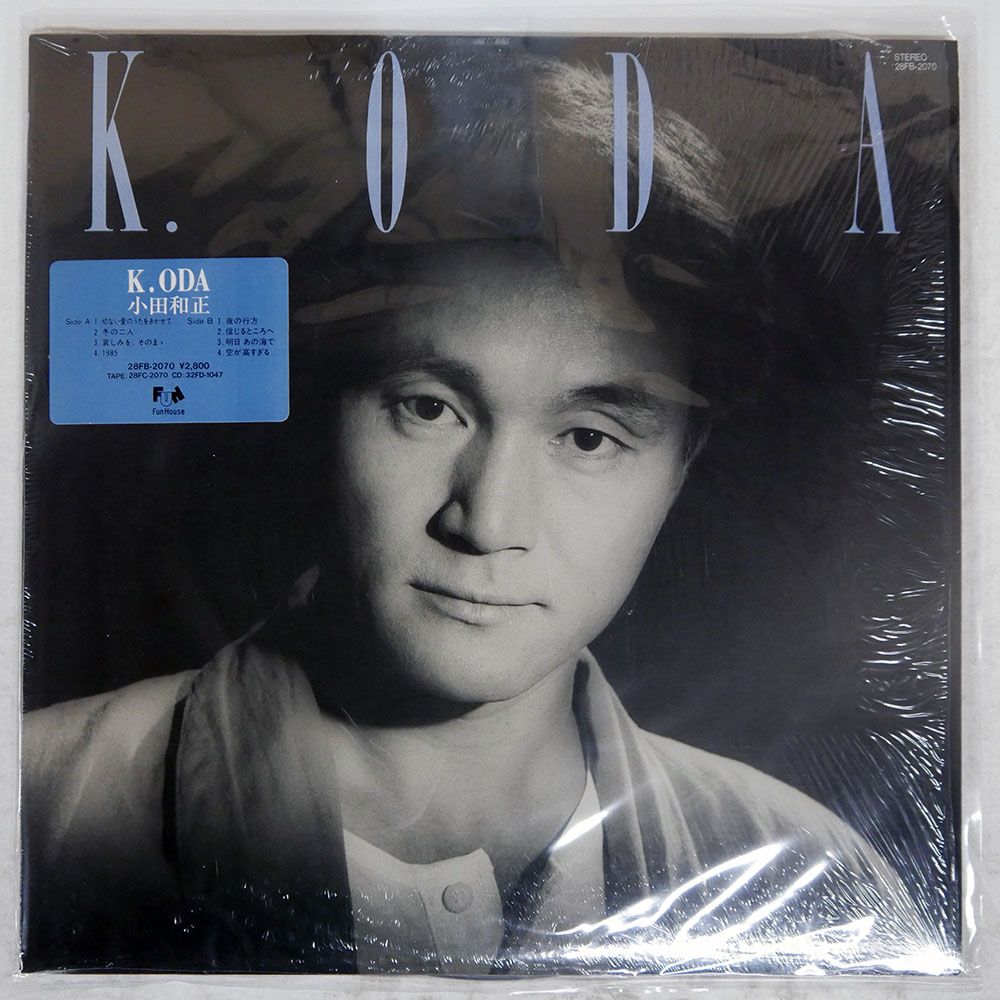 K. ODA
STEREO
28FB-2070
K.ODA
小田和正
Side A 1. 切ない愛のうたをきかせて Side B 1. 夜の行方
2. 冬の二人 2. 信じるところへ
3. 哀しみを、そのまゝ 3. 明日 あの海で
4. 1985 4. 空が高すぎる
28FB-2070 ¥2,800
TAPE 28FC-2070 CD:32FD-1047
FUN
FunHouse